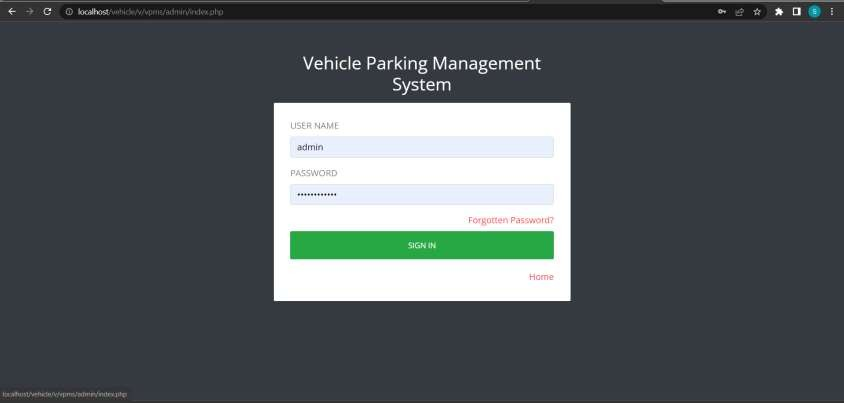 localhost/vehicle/v/vpms/admin/index.php
S
Vehicle Parking Management
System
USER NAME
admin
PASSWORD
••••••••••••
Forgotten Password?
SIGN IN
Home
localhost/vehicle/v/vpms/admin/index.php